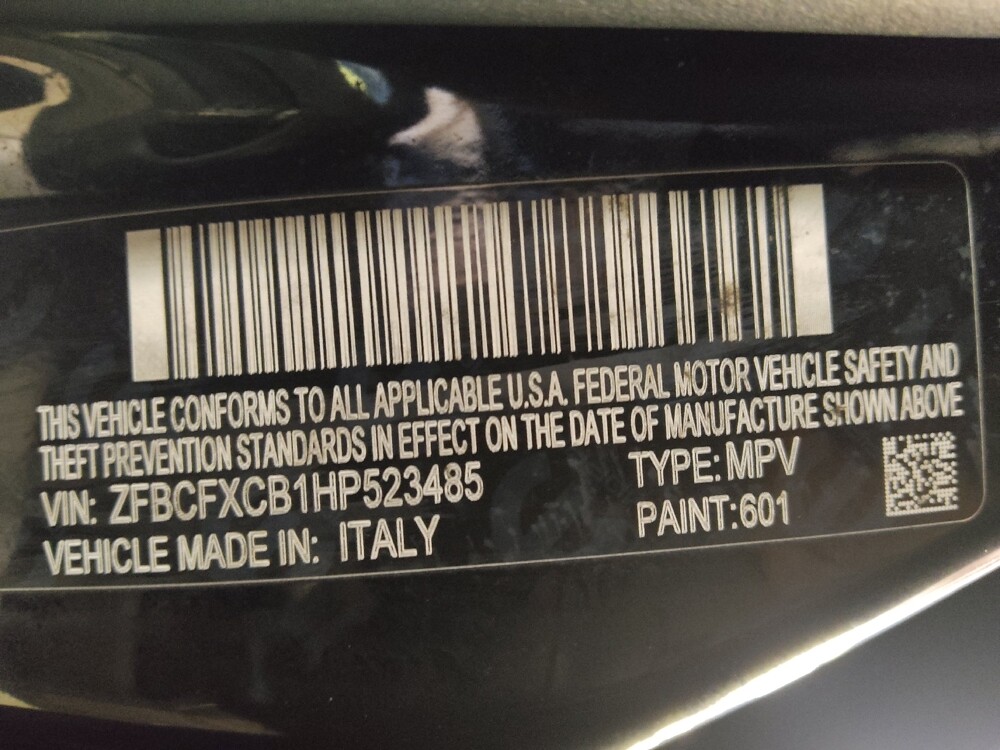 THIS VEHICLE CONFORMS TO ALL APPLICABLE U.S.A. FEDERAL MOTOR VEHICLE SAFETY AND
THEFT PREVENTION STANDARDS IN EFFECT ON THE DATE OF MANUFACTURE SHOWN ABOVE
VIN: ZFBCFXCB1HP523485 TYPE: MPV
VEHICLE MADE IN: ITALY PAINT:601